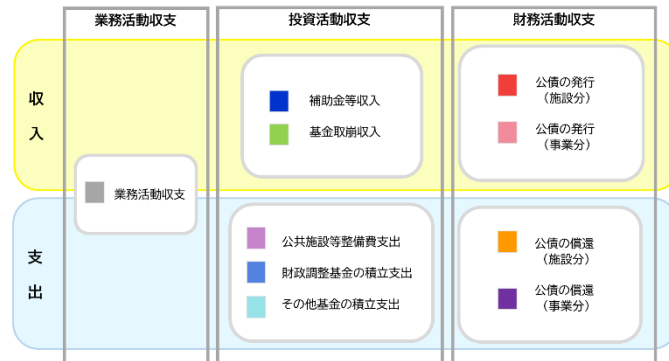 業務活動収支
投資活動収支
財務活動収支
収
入
補助金等収入
基金取崩収入
公債の発行
（施設分）
公債の発行
（事業分）
業務活動収支
支
出
公共施設等整備費支出
財政調整基金の積立支出
その他基金の積立支出
公債の償還
（施設分）
公債の償還
（事業分）